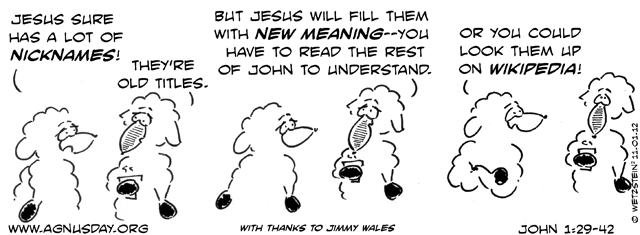 JESUS SURE
HAS A LOT OF
NICKNAMES!
THEY'RE
OLD TITLES.
BUT JESUS WILL FILL THEM
WITH NEW MEANING--YOU
HAVE TO READ THE REST
OF JOHN TO UNDERSTAND.
OR YOU COULD
LOOK THEM UP
ON WIKIPEDIA!
© WETZSTEIN² 11.01.12
WWW.AGNUSDAY.ORG
WITH THANKS TO JIMMY WALES
JOHN 1:29-42